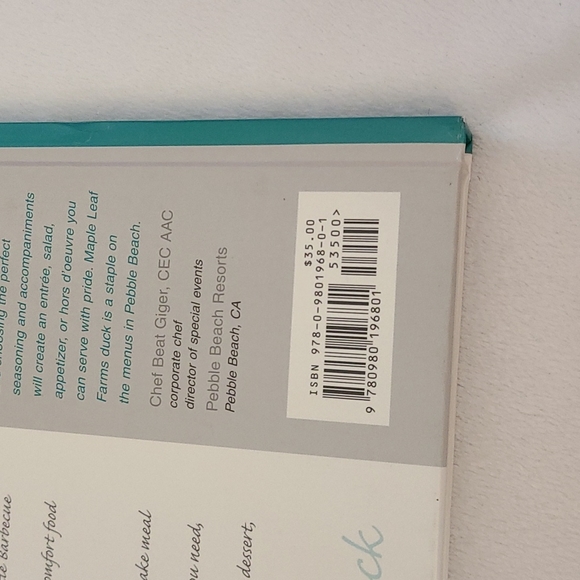 choosing the perfect
seasoning and accompaniments
will create an entrée, salad,
appetizer, or hors d'oeuvre you
can serve with pride. Maple Leaf
Farms duck is a staple on
the menus in Pebble Beach.
Chef Beat Giger, CEC AAC
corporate chef
director of special events
Pebble Beach Resorts
Pebble Beach, CA
$35.00
ISBN 978-0-9801968-0-1
53500>
9 780980 196801
Barbecue
food
meal
need,
dessert,